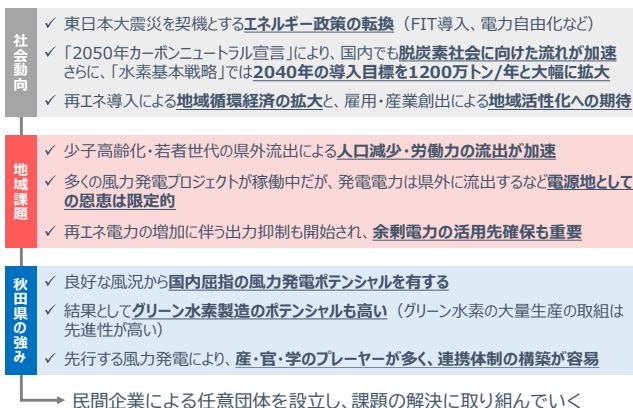 社会動向
✓ 東日本大震災を契機とするエネルギー政策の転換（FIT導入、電力自由化など）
✓ 「2050年カーボンニュートラル宣言」により、国内でも脱炭素社会に向けた流れが加速
さらに、「水素基本戦略」では2040年の導入目標を1200万トン/年と大幅に拡大
✓ 再エネ導入による地域循環経済の拡大と、雇用・産業創出による地域活性化への期待
地域課題
✓ 少子高齢化・若者世代の県外流出による人口減少・労働力の流出が加速
✓ 多くの風力発電プロジェクトが稼働中だが、発電電力は県外に流出するなど電源地として
の恩恵は限定的
✓ 再エネ電力の増加に伴う出力抑制も開始され、余剰電力の活用先確保も重要
秋田県の強み
✓ 良好な風況から国内屈指の風力発電ポテンシャルを有する
✓ 結果としてグリーン水素製造のポテンシャルも高い（グリーン水素の大量生産の取組は
先進性が高い）
✓ 先行する風力発電により、産・官・学のプレーヤーが多く、連携体制の構築が容易
民間企業による任意団体を設立し、課題の解決に取り組んでいく